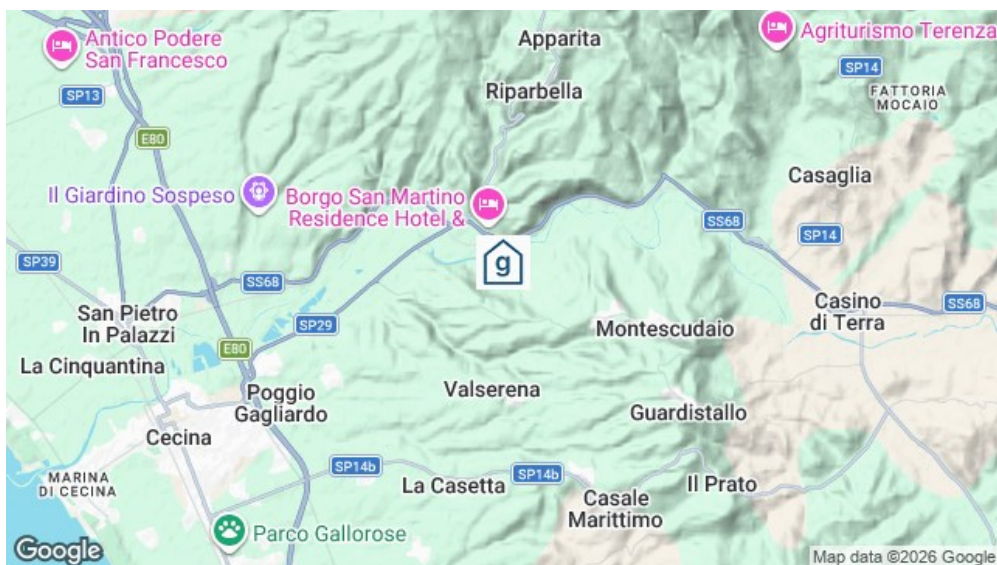 Apparita
Agriturismo Terenza
Antico Podere
San Francesco
SP14
Riparbella
FATTORIA
MOCAIO
SP13
E80
Casaglia
Il Giardino Sospeso
Borgo San Martino
Residence Hotel &
SS68
SP14
SP39
g
SS68
San Pietro
In Palazzi
SP29
Montescudaio
Casino
di Terra
SS68
E80
La Cinquantina
Poggio
Gagliardo
Valserena
Guardistallo
Cecina
MARINA
DI CECINA
SP14b
La Casetta
SP14b
Il Prato
Casale
Marittimo
Parco Gallorose
Google
Map data ©2026 Google